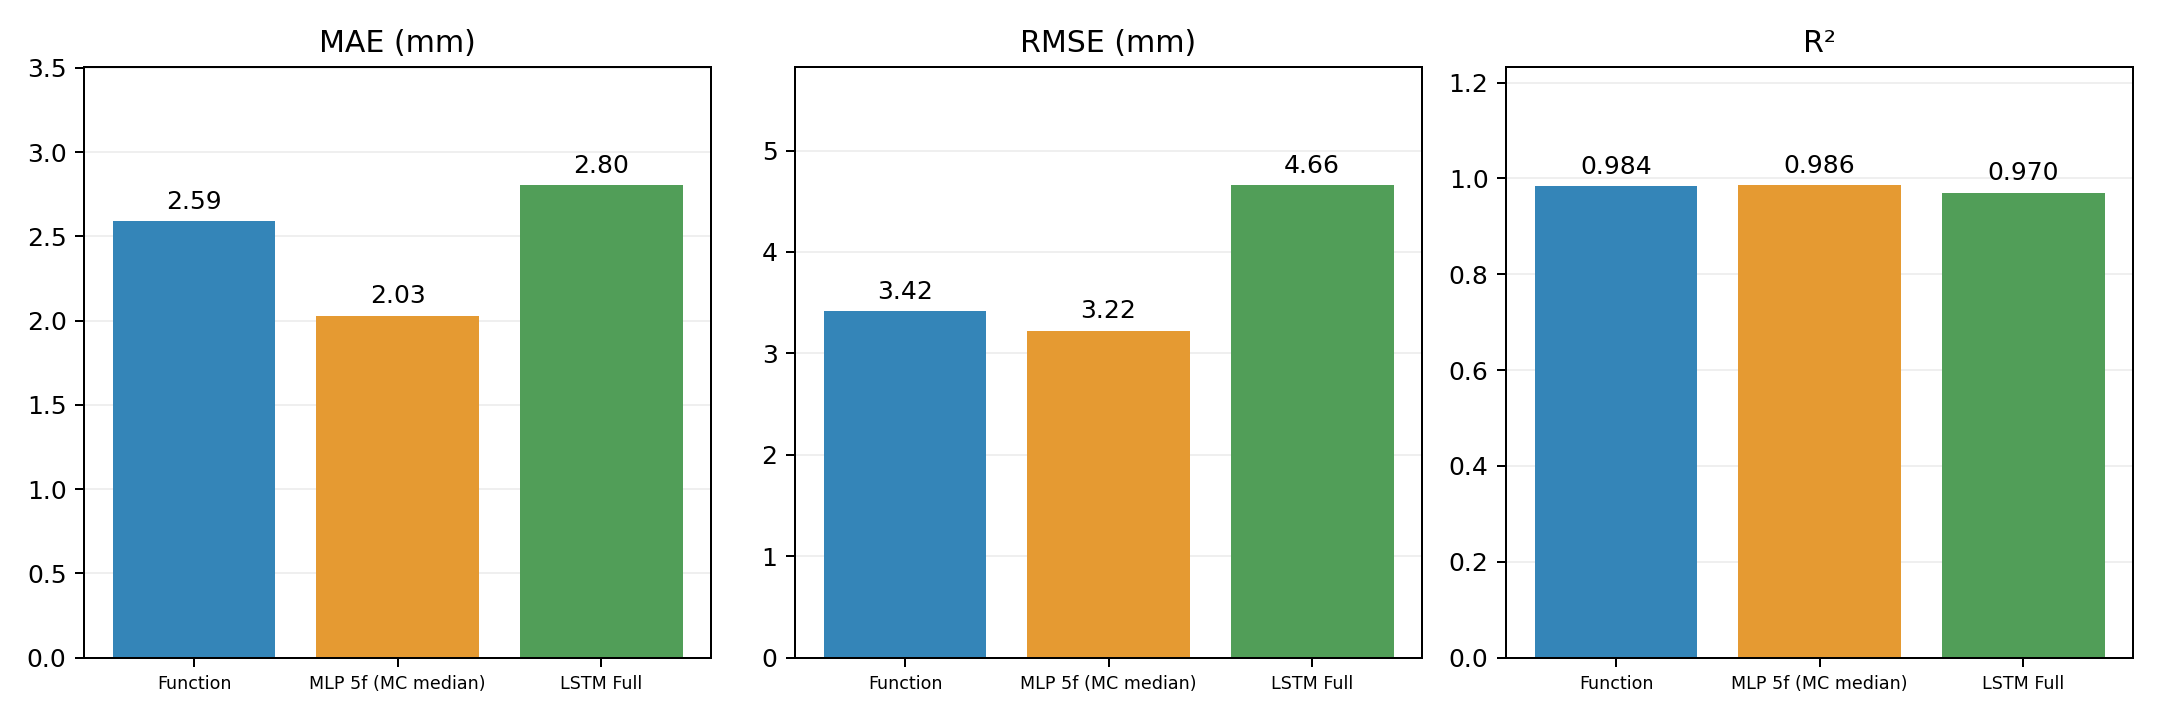 MAE (mm)
3.5
3.0
2.5
2.0
1.5
1.0
0.5
0.0
2.59
2.03
2.80
Function
MLP 5f (MC median)
LSTM Full
RMSE (mm)
5
4
3
2
1
0
3.42
3.22
4.66
Function
MLP 5f (MC median)
LSTM Full
R²
1.2
1.0
0.8
0.6
0.4
0.2
0.0
0.984
0.986
0.970
Function
MLP 5f (MC median)
LSTM Full